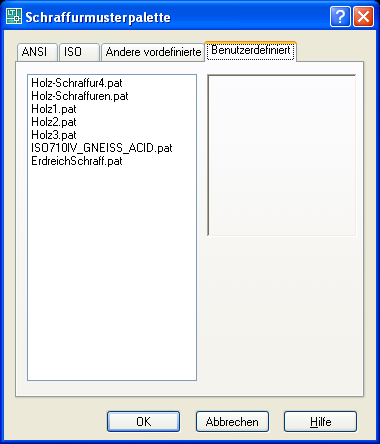 Schraffurmusterpalette
ANSI ISO Andere vordefinierte Benutzerdefiniert
Holz-Schraffur4.pat
Holz-Schraffuren.pat
Holz1.pat
Holz2.pat
Holz3.pat
ISO710IV_GNEISS_ACID.pat
ErdreichSchraff.pat
OK Abbrechen Hilfe